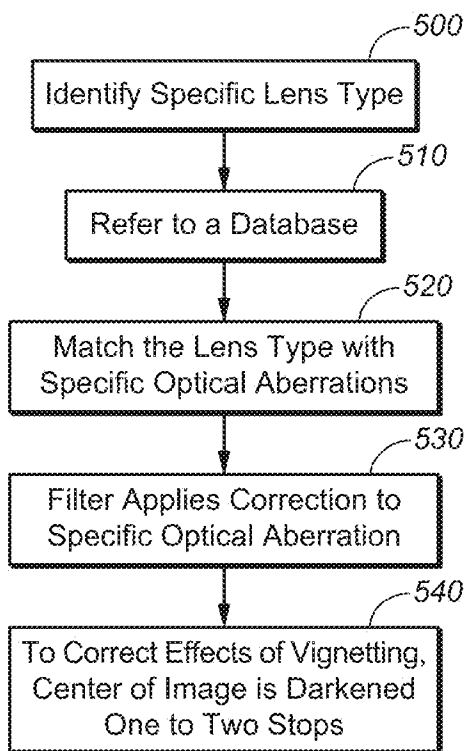 500
Identify Specific Lens Type
510
Refer to a Database
520
Match the Lens Type with
Specific Optical Aberrations
530
Filter Applies Correction to
Specific Optical Aberration
540
To Correct Effects of Vignetting,
Center of Image is Darkened
One to Two Stops